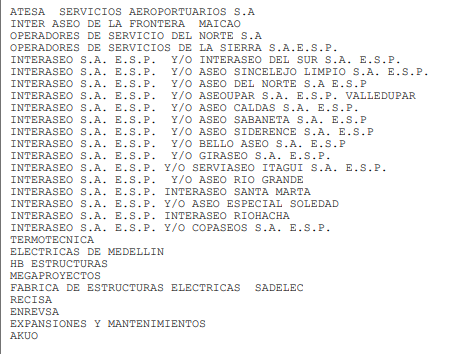 ATESA  SERVICIOS AEROPORTUARIOS S.A
INTER ASEO DE LA FRONTERA  MAICAO
OPERADORES DE SERVICIO DEL NORTE S.A
OPERADORES DE SERVICIOS DE LA SIERRA S.A.E.S.P.
INTERASEO S.A. E.S.P.  Y/O INTERASEO DEL SUR S.A. E.S.P.
INTERASEO S.A. E.S.P.  Y/O ASEO SINCELEJO LIMPIO S.A. E.S.P.
INTERASEO S.A. E.S.P.  Y/O ASEO DEL NORTE S.A E.S.P
INTERASEO S.A. E.S.P.  Y/O ASEOUPAR S.A. E.S.P. VALLEDUPAR
INTERASEO S.A. E.S.P.  Y/O ASEO CALDAS S.A. E.S.P.
INTERASEO S.A. E.S.P.  Y/O ASEO SABANETA S.A. E.S.P
INTERASEO S.A. E.S.P.  Y/O ASEO SIDERENCE S.A. E.S.P
INTERASEO S.A. E.S.P.  Y/O BELLO ASEO S.A. E.S.P
INTERASEO S.A. E.S.P.  Y/O GIRASEO S.A. E.S.P.
INTERASEO S.A. E.S.P. Y/O SERVIASEO ITAGUI S.A. E.S.P.
INTERASEO S.A. E.S.P.   Y/O ASEO RIO GRANDE
INTERASEO S.A. E.S.P. INTERASEO SANTA MARTA
INTERASEO S.A. E.S.P. Y/O ASEO ESPECIAL SOLEDAD
INTERASEO S.A. E.S.P. INTERASEO RIOHACHA
INTERASEO S.A. E.S.P. Y/O COPASEOS S.A. E.S.P.
TERMOTECNICA
ELECTRICAS DE MEDELLIN
HB ESTRUCTURAS
MEGAPROYECTOS
FABRICA DE ESTRUCTURAS ELECTRICAS  SADELEC
RECISA
ENREVSA
EXPANSIONES Y MANTENIMIENTOS
AKUO